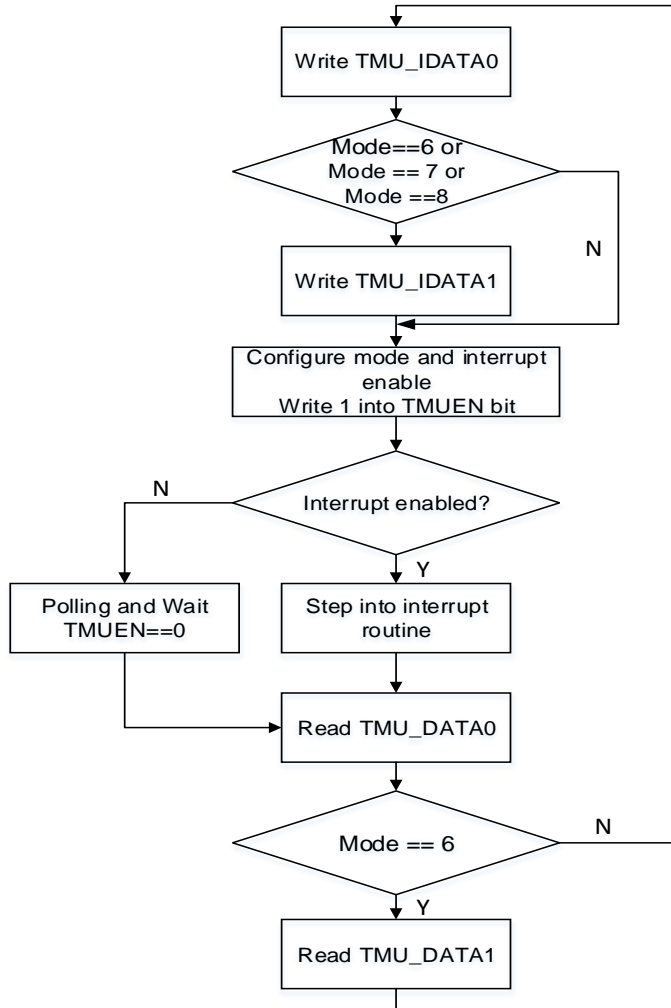 Write TMU_IDATA0
Mode==6 or
Mode == 7 or
Mode ==8
N
Write TMU_IDATA1
Configure mode and interrupt
enable
Write 1 into TMUEN bit
N
Interrupt enabled?
Y
Polling and Wait
TMUEN==0
Step into interrupt
routine
Read TMU_DATA0
Mode == 6
N
Y
Read TMU_DATA1